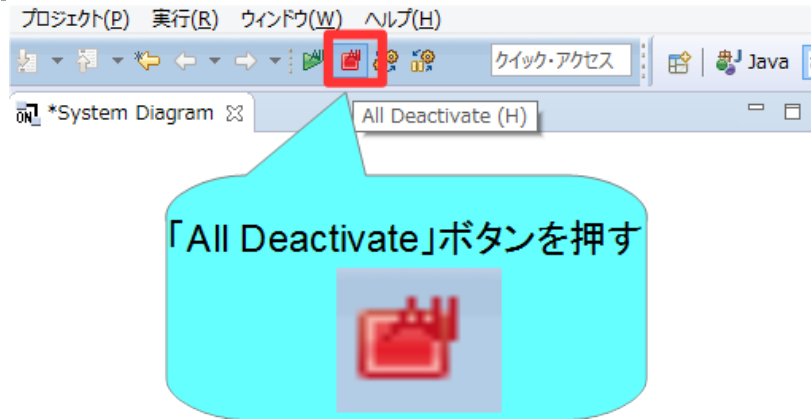 プロジェクト(P) 実行(R) ウィンドウ(W) ヘルプ(H)
クイック・アクセス Java
ON *System Diagram
All Deactivate (H)
「All Deactivate」ボタンを押す